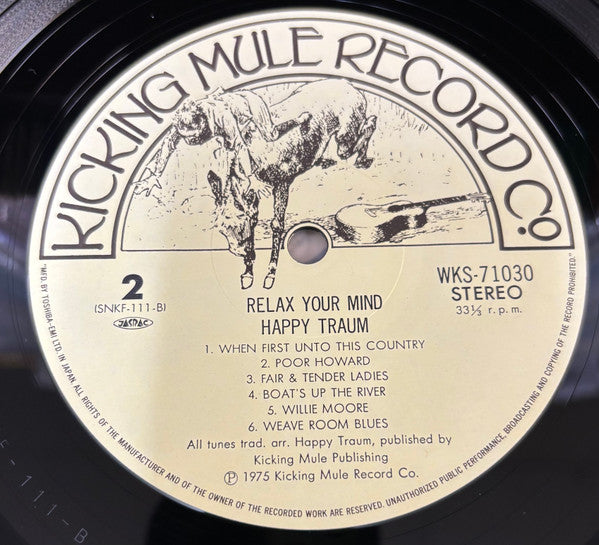 KICKING MULE RECORD Co.
2
(SNKF-111-B)
JASRAC
WKS-71030
STEREO
33⅓ r.p.m.
RELAX YOUR MIND
HAPPY TRAUM
1. WHEN FIRST UNTO THIS COUNTRY
2. POOR HOWARD
3. FAIR & TENDER LADIES
4. BOAT'S UP THE RIVER
5. WILLIE MOORE
6. WEAVE ROOM BLUES
All tunes trad. arr. Happy Traum, published by
Kicking Mule Publishing
Ⓟ 1975 Kicking Mule Record Co.
"MFD. BY TOSHIBA-EMI LTD. IN JAPAN ALL RIGHTS OF THE MANUFACTURER AND OF THE OWNER OF THE RECORDED WORK ARE RESERVED. UNAUTHORIZED PUBLIC PERFORMANCE, BROADCASTING AND COPYING OF THE RECORD PROHIBITED."
-111-B